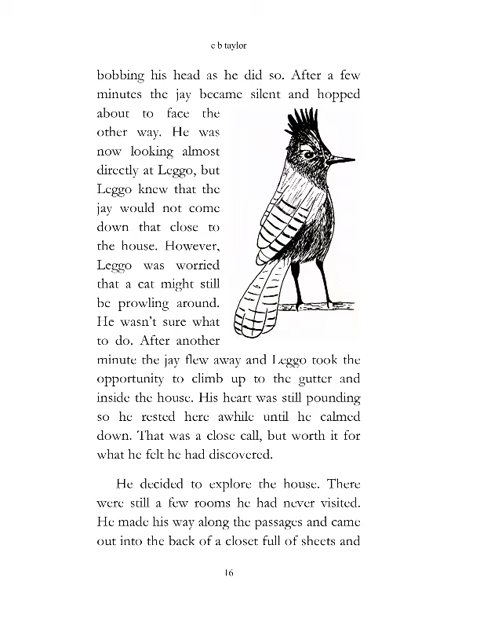 c b taylor
bobbing his head as he did so. After a few
minutes the jay became silent and hopped
about to face the
other way. He was
now looking almost
directly at Leggo, but
Leggo knew that the
jay would not come
down that close to
the house. However,
Leggo was worried
that a cat might still
be prowling around.
He wasn't sure what
to do. After another
minute the jay flew away and Leggo took the
opportunity to climb up to the gutter and
inside the house. His heart was still pounding
so he rested here awhile until he calmed
down. That was a close call, but worth it for
what he felt he had discovered.
He decided to explore the house. There
were still a few rooms he had never visited.
He made his way along the passages and came
out into the back of a closet full of sheets and
16